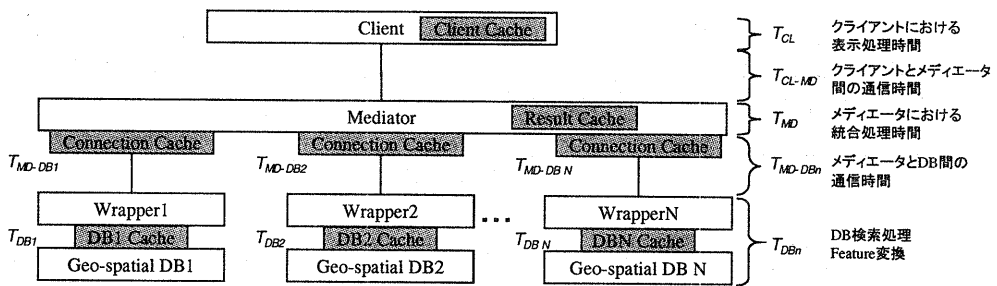 Client Client Cache
T_CL クライアントにおける
表示処理時間
T_CL-MD クライアントとメディエータ
間の通信時間
Mediator Result Cache
T_MD メディエータにおける
統合処理時間
Connection Cache Connection Cache Connection Cache
T_MD-DB1 T_MD-DB2 T_MD-DB N T_MD-DBn メディエータとDB間の
通信時間
Wrapper1 Wrapper2 ... WrapperN
T_DB1 DB1 Cache T_DB2 DB2 Cache T_DB N DBN Cache T_DBn DB検索処理
Feature変換
Geo-spatial DB1 Geo-spatial DB2 Geo-spatial DB N